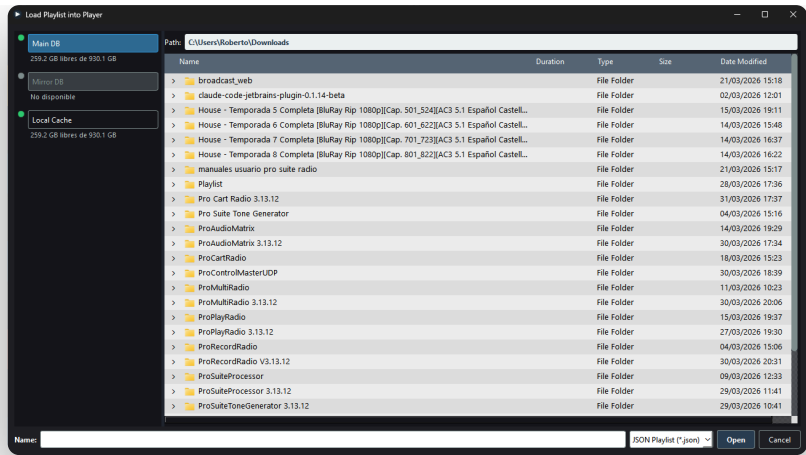 Load Playlist into Player
Main DB
259.2 GB libres de 930.1 GB
Mirror DB
No disponible
Local Cache
259.2 GB libres de 930.1 GB
Path: C:\Users\Roberto\Downloads
Name Duration Type Size Date Modified
broadcast_web File Folder 21/03/2026 15:18
claude-code-jetbrains-plugin-0.1.14-beta File Folder 02/03/2026 12:01
House - Temporada 5 Completa [BluRay Rip 1080p][Cap. 501_524][AC3 5.1 Español Castell... File Folder 15/03/2026 19:11
House - Temporada 6 Completa [BluRay Rip 1080p][Cap. 601_622][AC3 5.1 Español Castell... File Folder 14/03/2026 15:48
House - Temporada 7 Completa [BluRay Rip 1080p][Cap. 701_723][AC3 5.1 Español Castell... File Folder 14/03/2026 16:37
House - Temporada 8 Completa [BluRay Rip 1080p][Cap. 801_822][AC3 5.1 Español Castell... File Folder 14/03/2026 16:22
manuales usuario pro suite radio File Folder 21/03/2026 15:17
Playlist File Folder 28/03/2026 17:36
Pro Cart Radio 3.13.12 File Folder 31/03/2026 17:37
Pro Suite Tone Generator File Folder 04/03/2026 15:16
ProAudioMatrix File Folder 14/03/2026 19:29
ProAudioMatrix 3.13.12 File Folder 30/03/2026 17:34
ProCartRadio File Folder 18/03/2026 15:23
ProControlMasterUDP File Folder 30/03/2026 18:39
ProMultiRadio File Folder 11/03/2026 10:23
ProMultiRadio 3.13.12 File Folder 30/03/2026 20:06
ProPlayRadio File Folder 15/03/2026 19:37
ProPlayRadio 3.13.12 File Folder 27/03/2026 19:30
ProRecordRadio File Folder 04/03/2026 15:06
ProRecordRadio V3.13.12 File Folder 30/03/2026 20:31
ProSuiteProcessor File Folder 09/03/2026 12:33
ProSuiteProcessor 3.13.12 File Folder 29/03/2026 11:41
ProSuiteToneGenerator 3.13.12 File Folder 29/03/2026 10:41
Name: JSON Playlist (*.json) Open Cancel